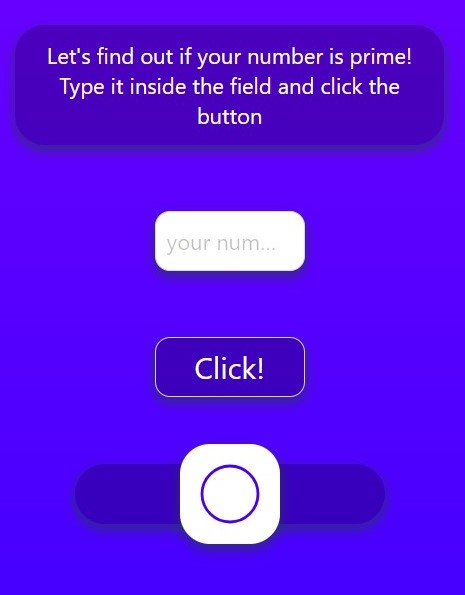 Let's find out if your number is prime!
Type it inside the field and click the
button
your num...
Click!